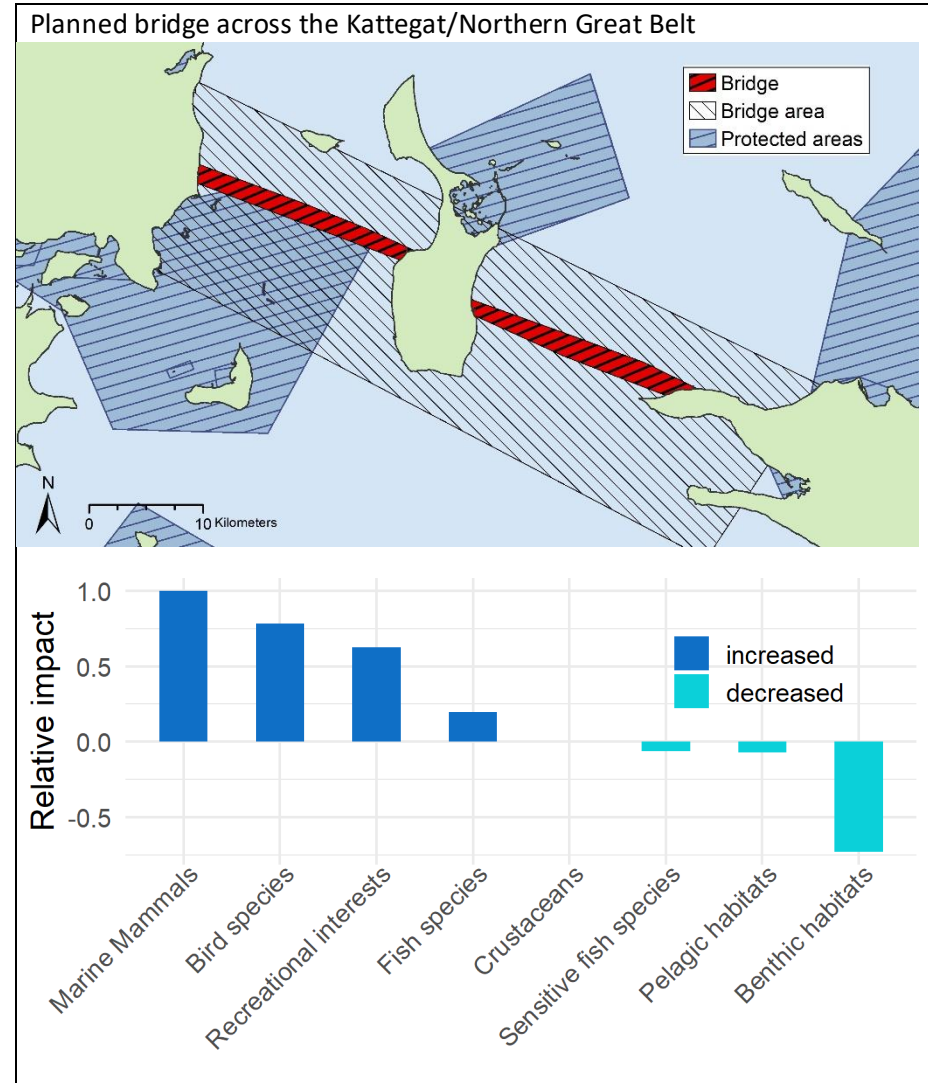 Planned bridge across the Kattegat/Northern Great Belt
Bridge
Bridge area
Protected areas
N
0 10 Kilometers
Relative impact
1.0
0.5
0.0
-0.5
increased
decreased
Marine Mammals
Bird species
Recreational interests
Fish species
Crustaceans
Sensitive fish species
Pelagic habitats
Benthic habitats